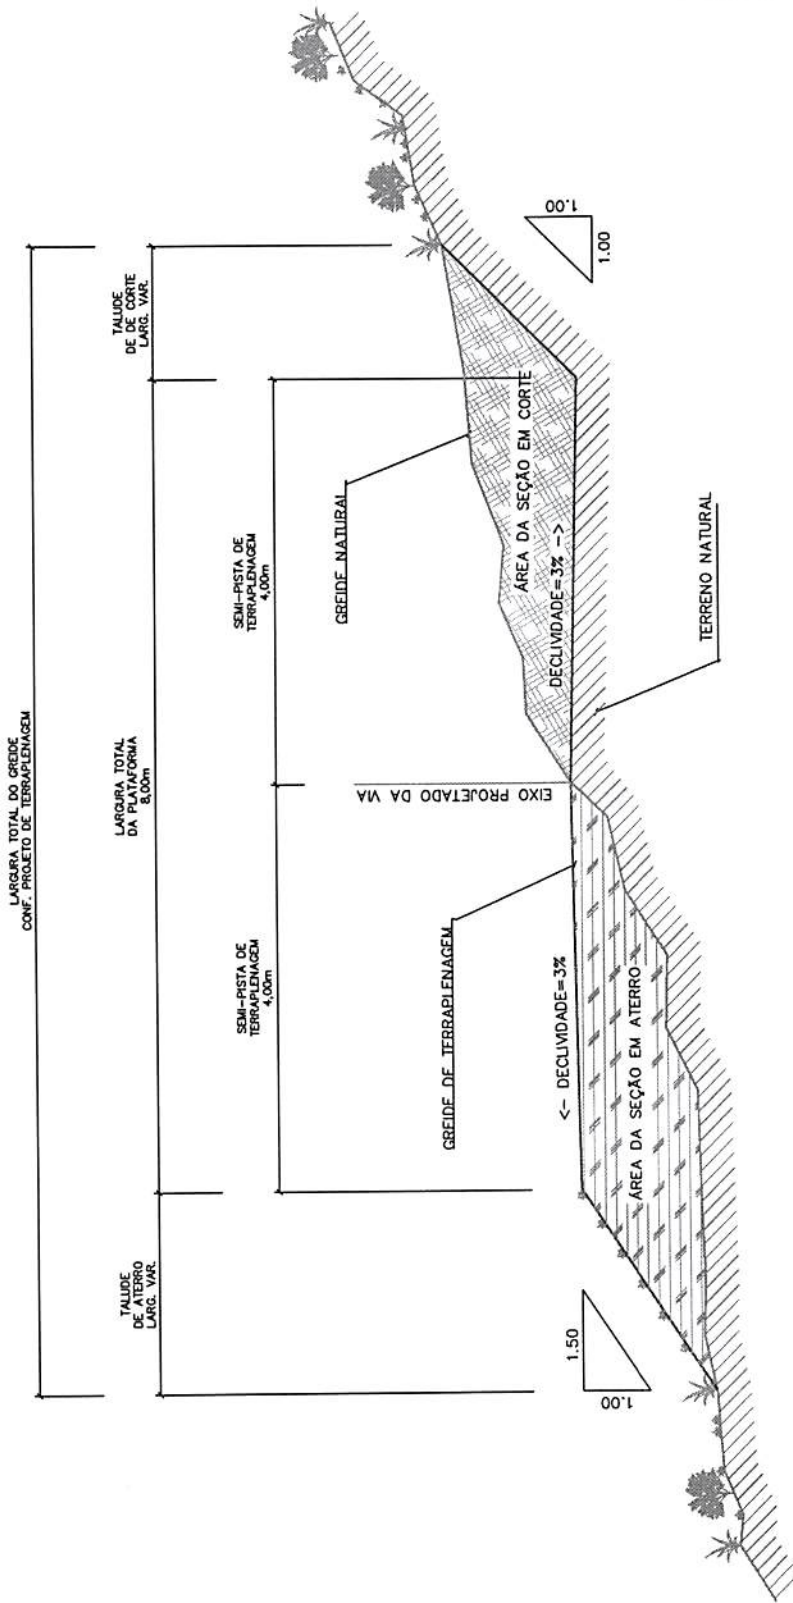 LARGURA TOTAL DO GREIDE
CONF. PROJETO DE TERRAPLENAGEM
TALUDE
DE ATERRO
LARG. VAR.
LARGURA TOTAL
DA PLATAFORMA
8,00m
TALUDE
DE DE CORTE
LARG. VAR.
SEMI-PISTA DE
TERRAPLENAGEM
4,00m
SEMI-PISTA DE
TERRAPLENAGEM
4,00m
GREIDE NATURAL
EIXO PROJETADO DA VIA
GREIDE DE TERRAPLENAGEM
ÁREA DA SEÇÃO EM CORTE
DECLIVIDADE=3% ->
<- DECLIVIDADE=3%
ÁREA DA SEÇÃO EM ATERRO
1.50
1.00
1.00
1.00
TERRENO NATURAL